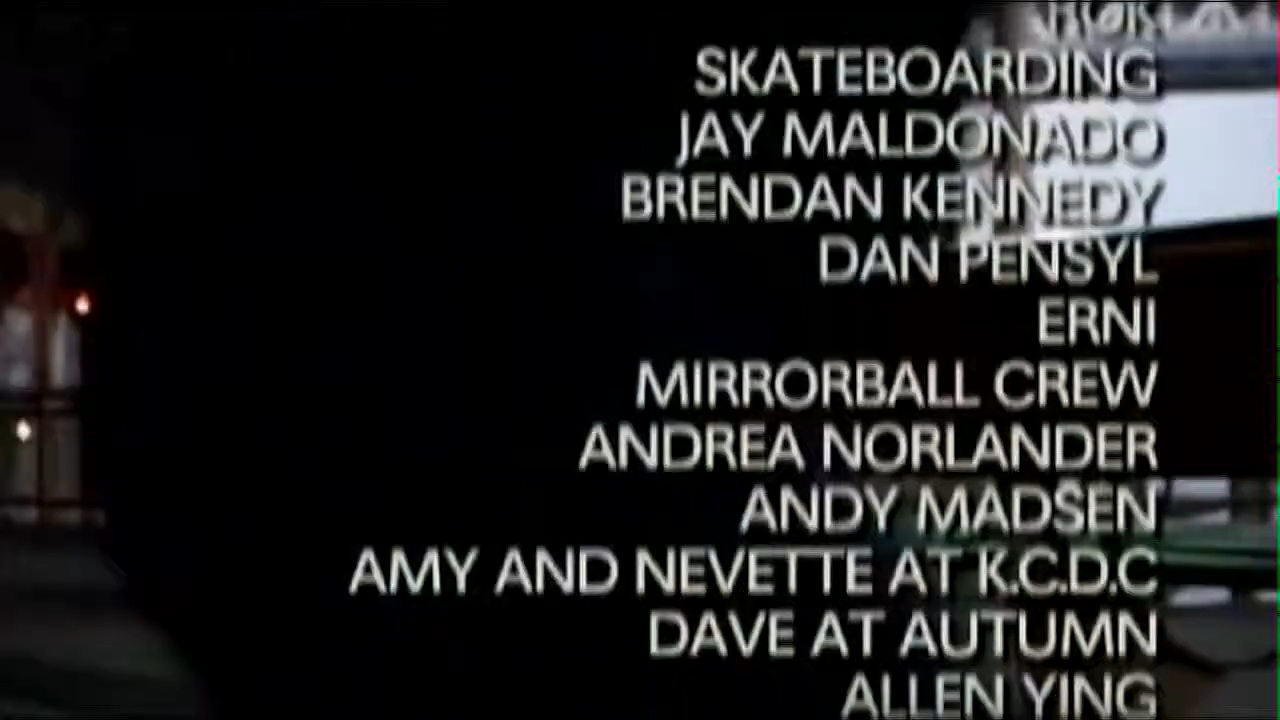 SKATEBOARDING
JAY MALDONADO
BRENDAN KENNEDY
DAN PENSYL
ERNI
MIRRORBALL CREW
ANDREA NORLANDER
ANDY MADSEN
AMY AND NEVETTE AT K.C.D.C
DAVE AT AUTUMN
ALLEN YING